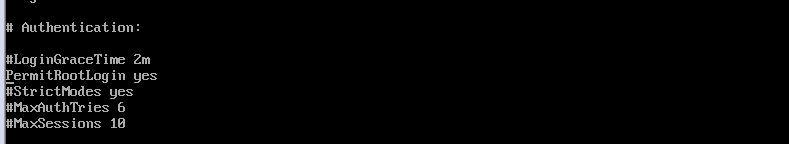 # Authentication:
#LoginGraceTime 2m
PermitRootLogin yes
#StrictModes yes
#MaxAuthTries 6
#MaxSessions 10